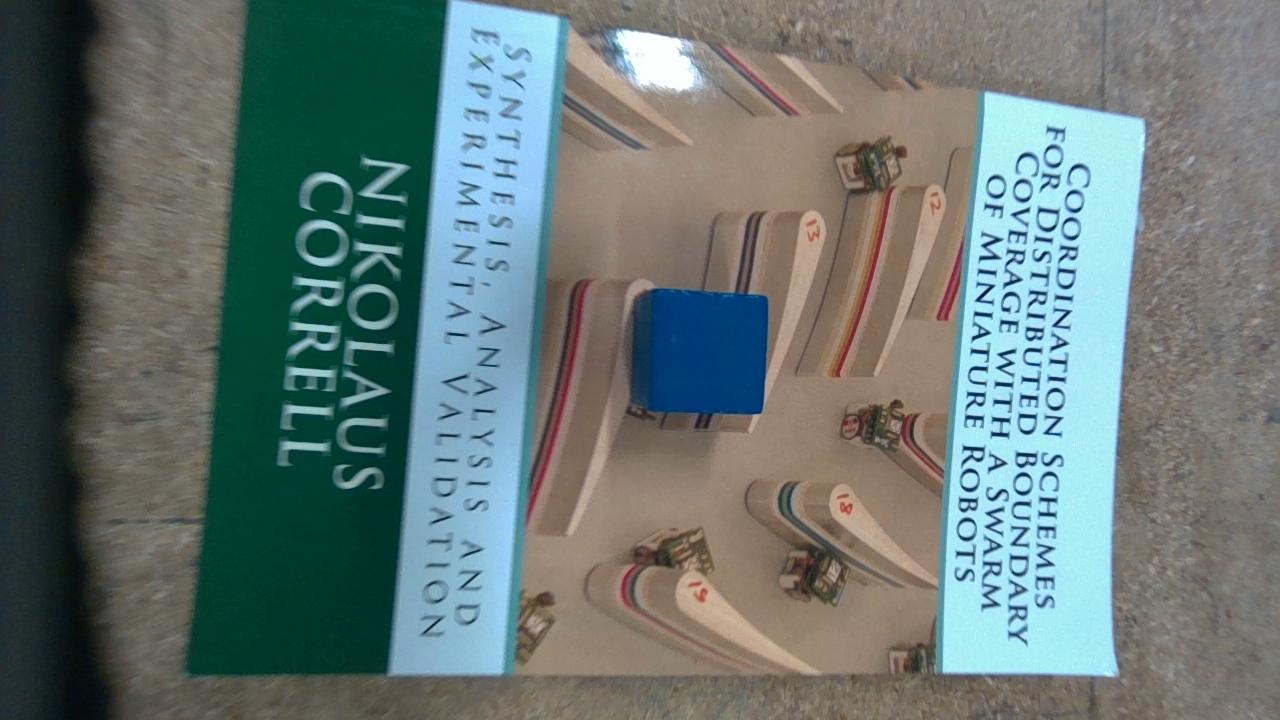 COORDINATION SCHEMES
FOR DISTRIBUTED BOUNDARY
COVERAGE WITH A SWARM
OF MINIATURE ROBOTS
12
13
18
19
SYNTHESIS, ANALYSIS AND
EXPERIMENTAL VALIDATION
NIKOLAUS
CORRELL